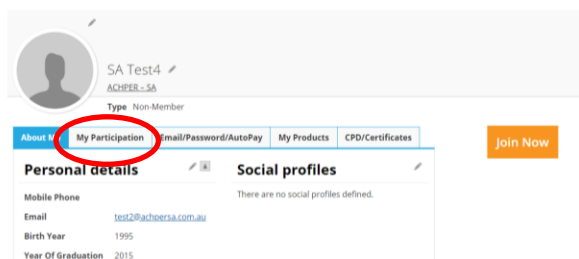 SA Test4
ACHPER – SA
Type Non-Member
About M My Participation Email/Password/AutoPay My Products CPD/Certificates
Join Now
Personal details Social profiles
Mobile Phone There are no social profiles defined.
Email test2@achpersa.com.au
Birth Year 1995
Year Of Graduation 2015